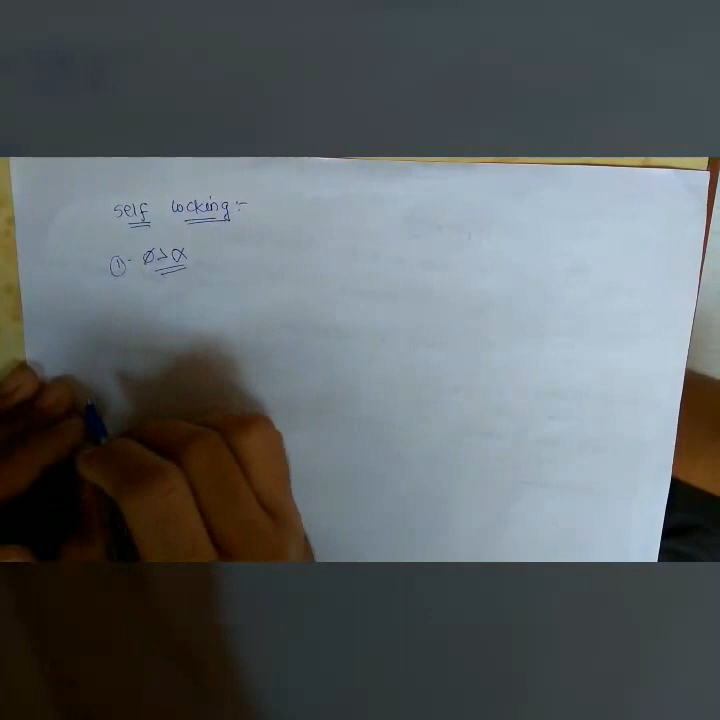 self locking :-
① - φ > α